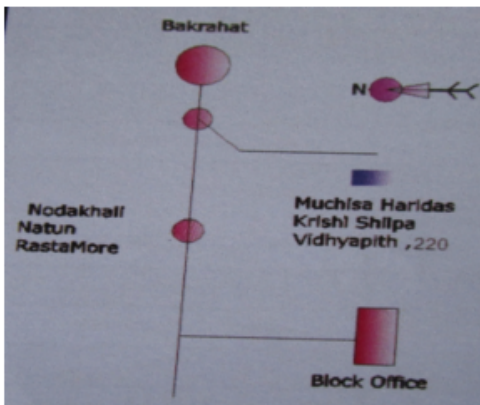 Bakrahat
N
Muchisa Haridas
Krishi Shilpa
Vidhyapith ,220
Nodakhali
Natun
RastaMore
Block Office